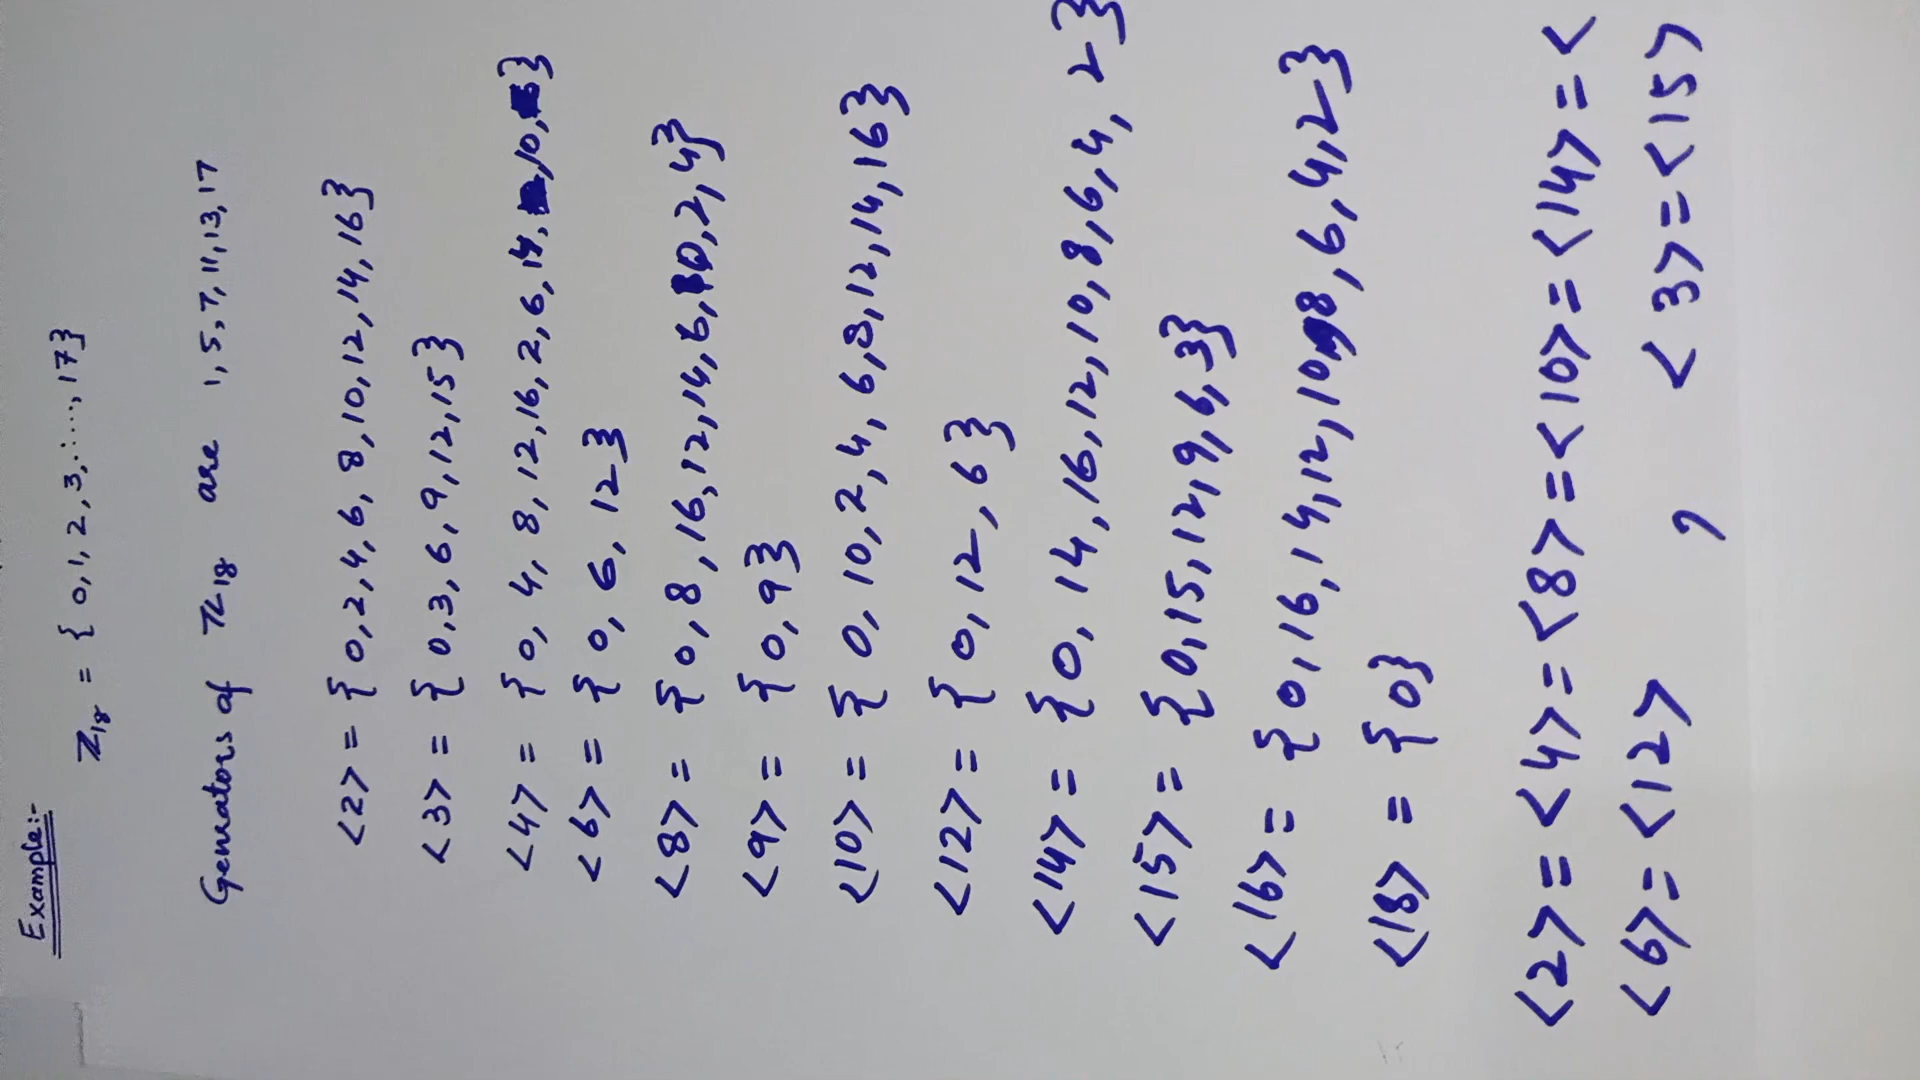 Example:-
ℤ₁₈ = { 0,1,2,3,....,17}
Generators of ℤ₁₈ are 1,5,7,11,13,17
<2> = { 0,2,4,6,8,10,12,14,16}
<3> = { 0,3,6,9,12,15}
<4> = { 0,4,8,12,16,2,6,14,10,}
<6> = { 0,6,12}
<8> = { 0,8,16,12,14,6,10,2,4}
<9> = { 0,9}
<10> = { 0,10,2,4,6,8,12,14,16}
<12> = { 0,12,6}
<14> = { 0,14,16,12,10,8,6,4,2}
<15> = { 0,15,12,9,6,3}
<16> = { 0,16,14,12,10,8,6,4,2}
<18> = { 0}
<2> = <4> = <8> = <10> = <14> = <
<6> = <12> , <3> = <15>